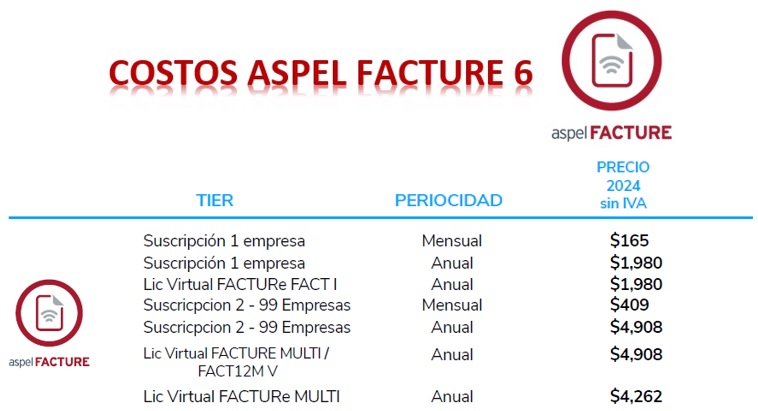 COSTOS ASPEL FACTURE 6
aspel FACTURE
TIER PERIOCIDAD PRECIO
2024
sin IVA
Suscripción 1 empresa Mensual $165
Suscripción 1 empresa Anual $1,980
Lic Virtual FACTURe FACT I Anual $1,980
Suscricpcion 2 - 99 Empresas Mensual $409
Suscricpcion 2 - 99 Empresas Anual $4,908
Lic Virtual FACTURE MULTI / Anual $4,908
FACT12M V
Lic Virtual FACTURe MULTI Anual $4,262
aspel FACTURE